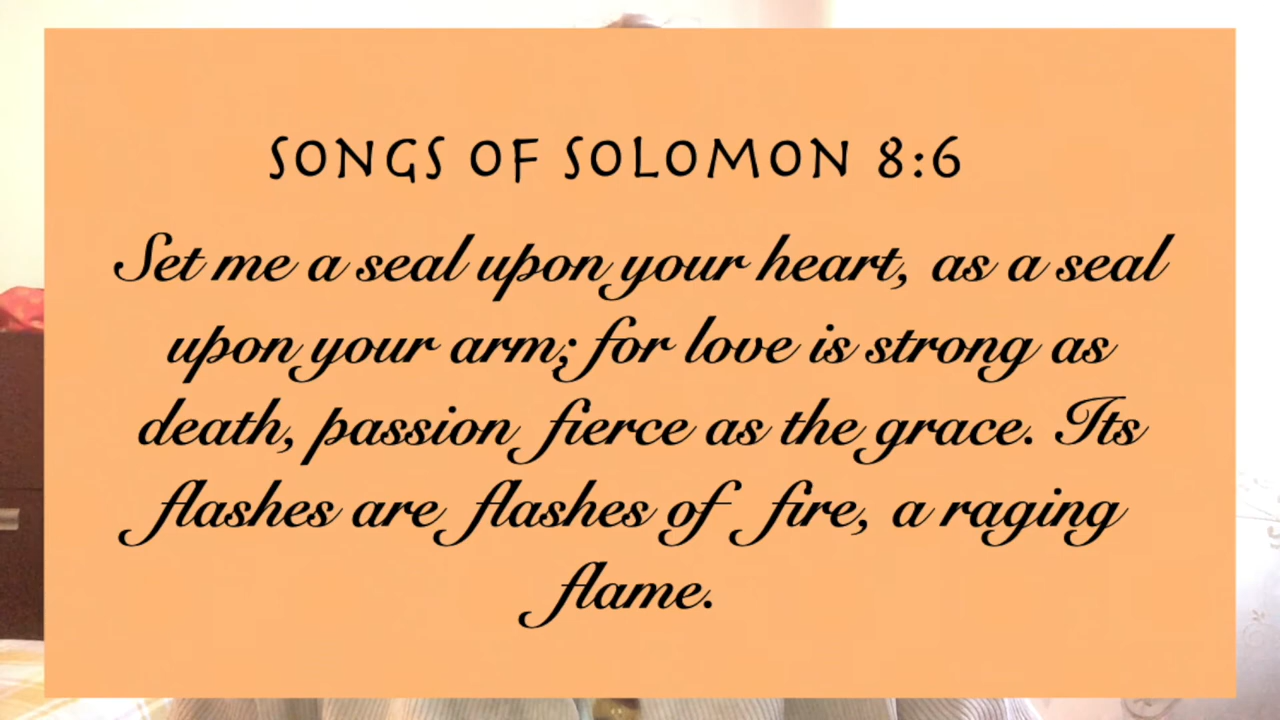 SONGS OF SOLOMON 8:6
Set me a seal upon your heart, as a seal
upon your arm; for love is strong as
death, passion fierce as the grace. Its
flashes are flashes of fire, a raging
flame.